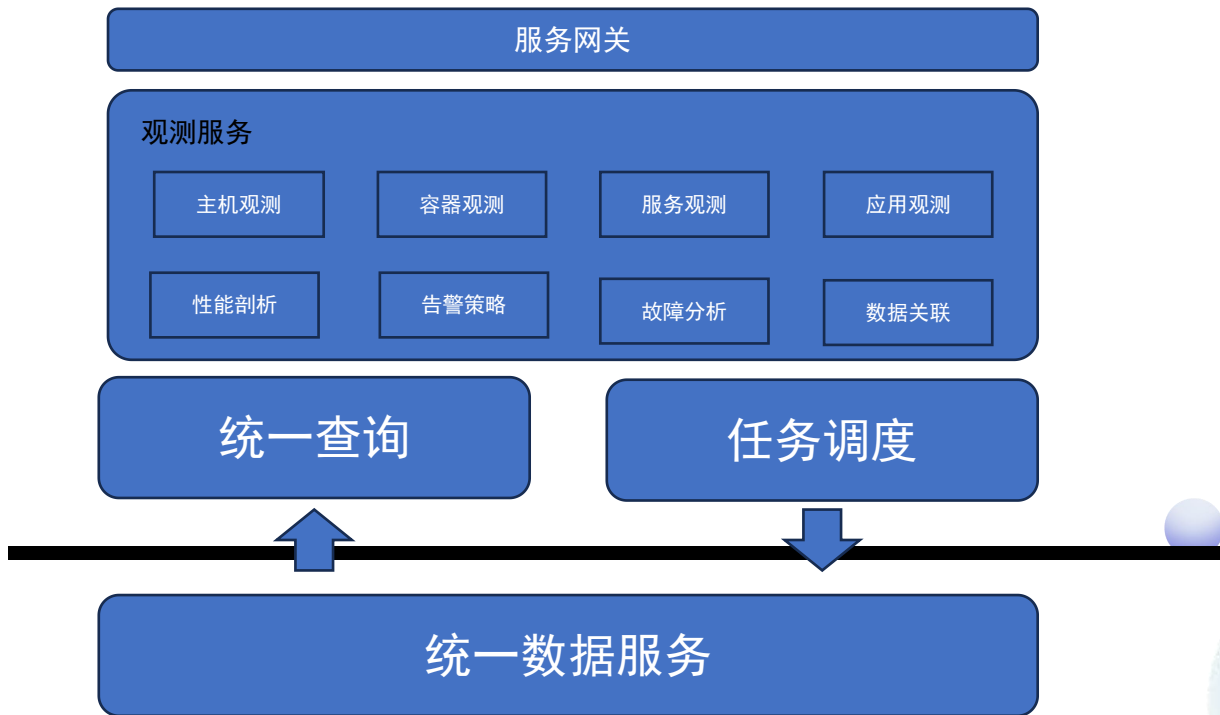 服务网关
观测服务
主机观测
容器观测
服务观测
应用观测
性能剖析
告警策略
故障分析
数据关联
统一查询
任务调度
统一数据服务